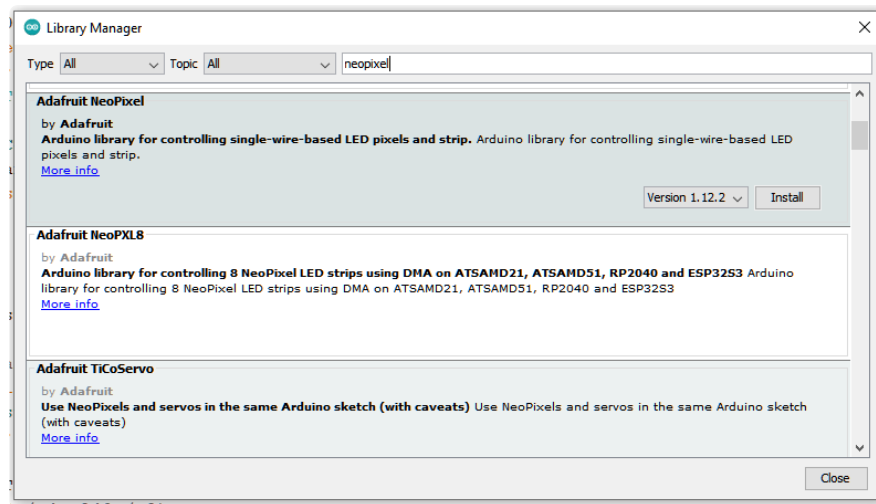 Library Manager
Type All Topic All neopixel
Adafruit NeoPixel
by Adafruit
Arduino library for controlling single-wire-based LED pixels and strip. Arduino library for controlling single-wire-based LED
pixels and strip.
More info
Version 1.12.2 Install
Adafruit NeoPXL8
by Adafruit
Arduino library for controlling 8 NeoPixel LED strips using DMA on ATSAMD21, ATSAMD51, RP2040 and ESP32S3 Arduino
library for controlling 8 NeoPixel LED strips using DMA on ATSAMD21, ATSAMD51, RP2040 and ESP32S3
More info
Adafruit TiCoServo
by Adafruit
Use NeoPixels and servos in the same Arduino sketch (with caveats) Use NeoPixels and servos in the same Arduino sketch
(with caveats)
More info
Close